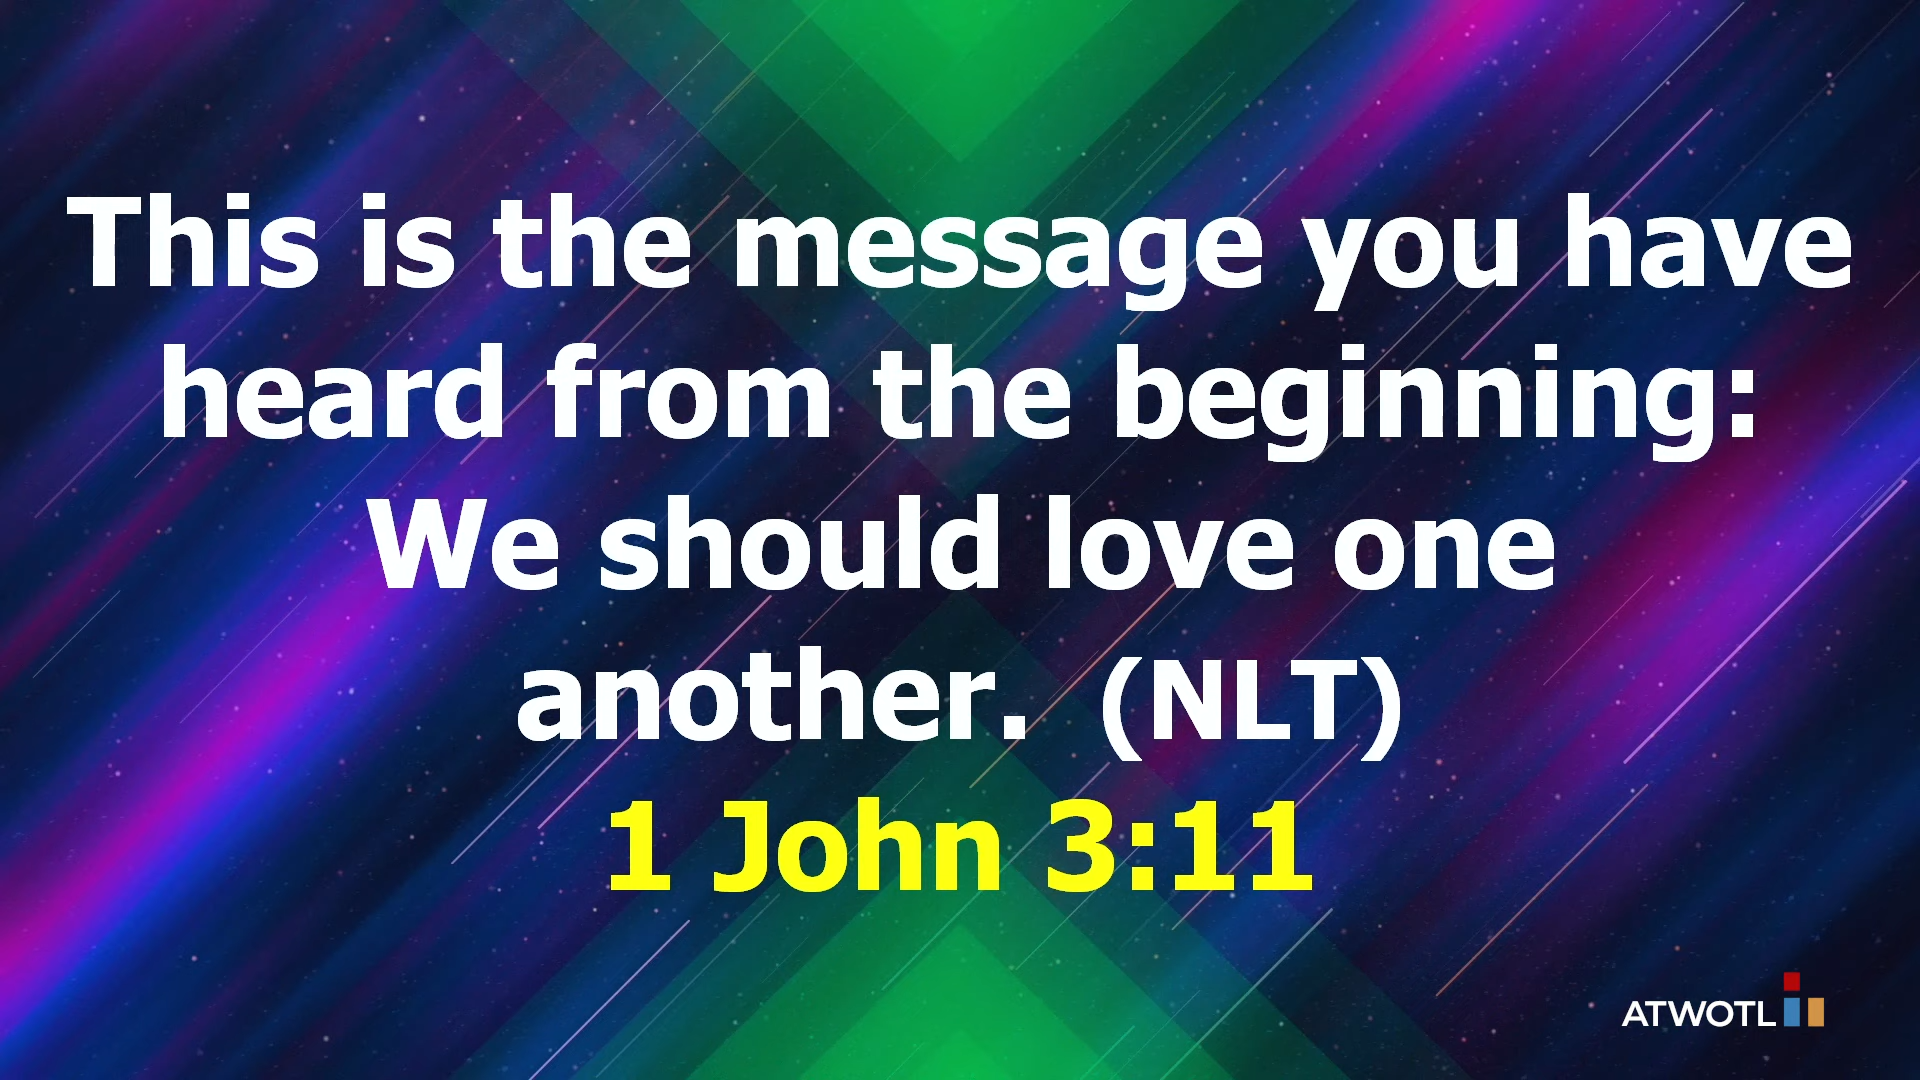 This is the message you have
heard from the beginning:
We should love one
another. (NLT)
1 John 3:11
ATWOTL